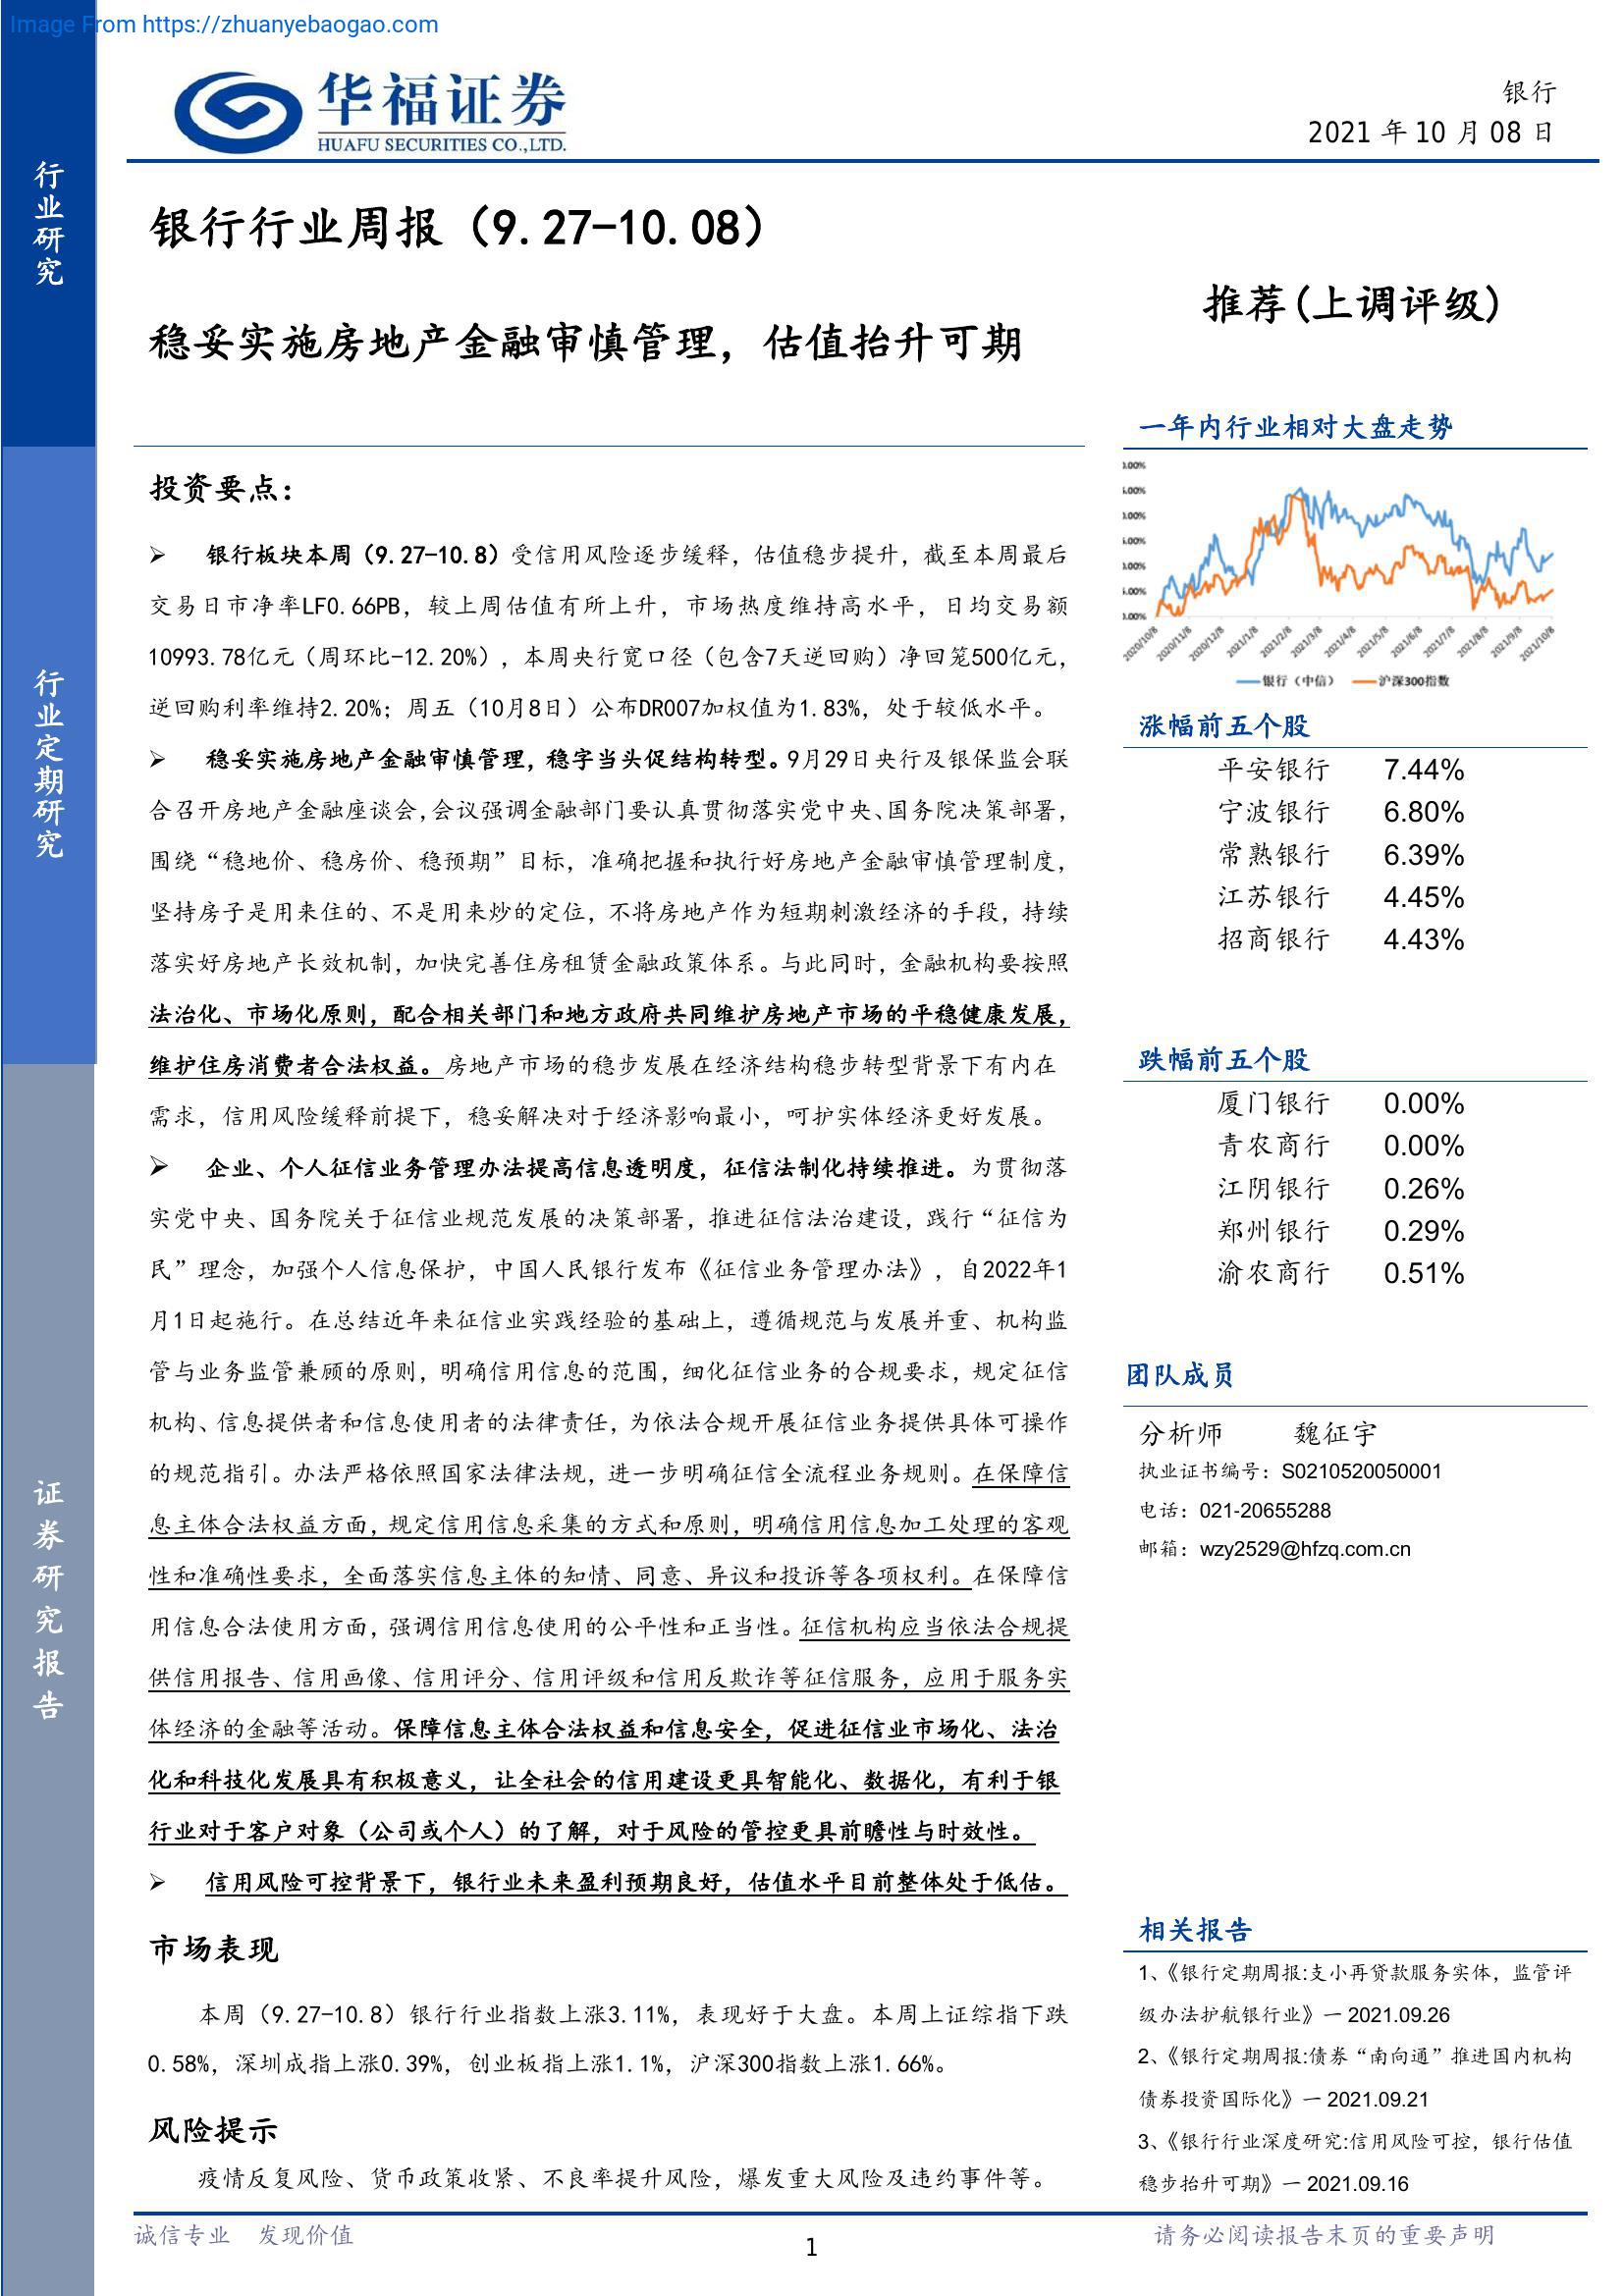 Image From https://zhuanyebaogao.com
华福证券
HUAFU SECURITIES CO.,LTD.
银行
2021 年 10 月 08 日
行业研究
行业定期研究
证券研究报告
银行行业周报（9.27-10.08）
稳妥实施房地产金融审慎管理，估值抬升可期
推荐(上调评级)
投资要点：
➢ 银行板块本周（9.27-10.8）受信用风险逐步缓释，估值稳步提升，截至本周最后
交易日市净率LF0.66PB，较上周估值有所上升，市场热度维持高水平，日均交易额
10993.78亿元（周环比-12.20%），本周央行宽口径（包含7天逆回购）净回笼500亿元，
逆回购利率维持2.20%；周五（10月8日）公布DR007加权值为1.83%，处于较低水平。
➢ 稳妥实施房地产金融审慎管理，稳字当头促结构转型。9月29日央行及银保监会联
合召开房地产金融座谈会，会议强调金融部门要认真贯彻落实党中央、国务院决策部署，
围绕“稳地价、稳房价、稳预期”目标，准确把握和执行好房地产金融审慎管理制度，
坚持房子是用来住的、不是用来炒的定位，不将房地产作为短期刺激经济的手段，持续
落实好房地产长效机制，加快完善住房租赁金融政策体系。与此同时，金融机构要按照
法治化、市场化原则，配合相关部门和地方政府共同维护房地产市场的平稳健康发展，
维护住房消费者合法权益。房地产市场的稳步发展在经济结构稳步转型背景下有内在
需求，信用风险缓释前提下，稳妥解决对于经济影响最小，呵护实体经济更好发展。
➢ 企业、个人征信业务管理办法提高信息透明度，征信法制化持续推进。为贯彻落
实党中央、国务院关于征信业规范发展的决策部署，推进征信法治建设，践行“征信为
民”理念，加强个人信息保护，中国人民银行发布《征信业务管理办法》，自2022年1
月1日起施行。在总结近年来征信业实践经验的基础上，遵循规范与发展并重、机构监
管与业务监管兼顾的原则，明确信用信息的范围，细化征信业务的合规要求，规定征信
机构、信息提供者和信息使用者的法律责任，为依法合规开展征信业务提供具体可操作
的规范指引。办法严格依照国家法律法规，进一步明确征信全流程业务规则。在保障信
息主体合法权益方面，规定信用信息采集的方式和原则，明确信用信息加工处理的客观
性和准确性要求，全面落实信息主体的知情、同意、异议和投诉等各项权利。在保障信
用信息合法使用方面，强调信用信息使用的公平性和正当性。征信机构应当依法合规提
供信用报告、信用画像、信用评分、信用评级和信用反欺诈等征信服务，应用于服务实
体经济的金融等活动。保障信息主体合法权益和信息安全，促进征信业市场化、法治
化和科技化发展具有积极意义，让全社会的信用建设更具智能化、数据化，有利于银
行业对于客户对象（公司或个人）的了解，对于风险的管控更具前瞻性与时效性。
➢ 信用风险可控背景下，银行业未来盈利预期良好，估值水平目前整体处于低估。
市场表现
本周（9.27-10.8）银行行业指数上涨3.11%，表现好于大盘。本周上证综指下跌
0.58%，深圳成指上涨0.39%，创业板指上涨1.1%，沪深300指数上涨1.66%。
风险提示
疫情反复风险、货币政策收紧、不良率提升风险，爆发重大风险及违约事件等。
一年内行业相对大盘走势
0.00%
5.00%
0.00%
5.00%
0.00%
5.00%
0.00%
2020/10/8
2020/11/8
2020/12/8
2021/1/8
2021/2/8
2021/3/8
2021/4/8
2021/5/8
2021/6/8
2021/7/8
2021/8/8
2021/9/8
2021/10/8
银行（中信）
沪深300指数
涨幅前五个股
平安银行 7.44%
宁波银行 6.80%
常熟银行 6.39%
江苏银行 4.45%
招商银行 4.43%
跌幅前五个股
厦门银行 0.00%
青农商行 0.00%
江阴银行 0.26%
郑州银行 0.29%
渝农商行 0.51%
团队成员
分析师 魏征宇
执业证书编号：S0210520050001
电话：021-20655288
邮箱：wzy2529@hfzq.com.cn
相关报告
1、《银行定期周报:支小再贷款服务实体，监管评
级办法护航银行业》一 2021.09.26
2、《银行定期周报:债券“南向通”推进国内机构
债券投资国际化》一 2021.09.21
3、《银行行业深度研究:信用风险可控，银行估值
稳步抬升可期》一 2021.09.16
诚信专业 发现价值
1
请务必阅读报告末页的重要声明